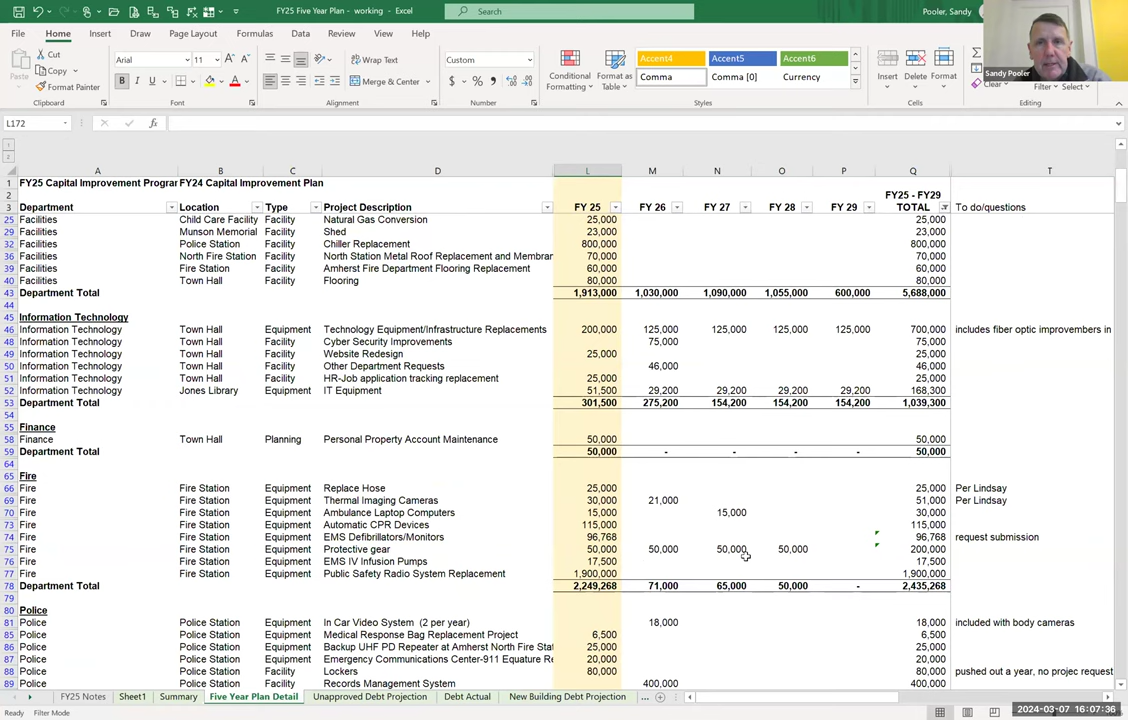 FY25 Five Year Plan - working - Excel
Search
Pooler, Sandy
File Home Insert Draw Page Layout Formulas Data Review View Help
Cut
Copy
Format Painter
Paste
Clipboard
Arial 11
Font
Wrap Text
Merge & Center
Alignment
Custom
Number
Conditional Formatting
Format as Table
Accent4 Accent5 Accent6
Comma Comma [0] Currency
Styles
Insert Delete Format
Cells
Clear
Filter Select
Editing
Sandy Pooler
L172
A B C D L M N O P Q T
1 FY25 Capital Improvement Prograr FY24 Capital Improvement Plan
2 FY25 - FY29
3 Department Location Type Project Description FY 25 FY 26 FY 27 FY 28 FY 29 TOTAL To do/questions
25 Facilities Child Care Facility Facility Natural Gas Conversion 25,000 25,000
29 Facilities Munson Memorial Facility Shed 23,000 23,000
32 Facilities Police Station Facility Chiller Replacement 800,000 800,000
36 Facilities North Fire Station Facility North Station Metal Roof Replacement and Membran 70,000 70,000
39 Facilities Fire Station Facility Amherst Fire Department Flooring Replacement 60,000 60,000
40 Facilities Town Hall Facility Flooring 80,000 80,000
43 Department Total 1,913,000 1,030,000 1,090,000 1,055,000 600,000 5,688,000
44
45 Information Technology
46 Information Technology Town Hall Equipment Technology Equipment/Infrastructure Replacements 200,000 125,000 125,000 125,000 125,000 700,000 includes fiber optic improvembers in
48 Information Technology Town Hall Facility Cyber Security Improvements 75,000 75,000
49 Information Technology Town Hall Facility Website Redesign 25,000 25,000
50 Information Technology Town Hall Facility Other Department Requests 46,000 46,000
51 Information Technology Town Hall Facility HR-Job application tracking replacement 25,000 25,000
52 Information Technology Jones Library Equipment IT Equipment 51,500 29,200 29,200 29,200 29,200 168,300
53 Department Total 301,500 275,200 154,200 154,200 154,200 1,039,300
54
55 Finance
58 Finance Town Hall Planning Personal Property Account Maintenance 50,000 50,000
59 Department Total 50,000 - - - - 50,000
64
65 Fire
66 Fire Fire Station Equipment Replace Hose 25,000 25,000 Per Lindsay
69 Fire Fire Station Equipment Thermal Imaging Cameras 30,000 21,000 51,000 Per Lindsay
70 Fire Fire Station Equipment Ambulance Laptop Computers 15,000 15,000 30,000
73 Fire Fire Station Equipment Automatic CPR Devices 115,000 115,000
74 Fire Fire Station Equipment EMS Defibrillators/Monitors 96,768 96,768 request submission
75 Fire Fire Station Equipment Protective gear 50,000 50,000 50,000 50,000 200,000
76 Fire Fire Station Equipment EMS IV Infusion Pumps 17,500 17,500
77 Fire Fire Station Equipment Public Safety Radio System Replacement 1,900,000 1,900,000
78 Department Total 2,249,268 71,000 65,000 50,000 - 2,435,268
79
80 Police
81 Police Police Station Equipment In Car Video System (2 per year) 18,000 18,000 included with body cameras
85 Police Police Station Equipment Medical Response Bag Replacement Project 6,500 6,500
86 Police Police Station Equipment Backup UHF PD Repeater at Amherst North Fire Stat 25,000 25,000
87 Police Police Station Equipment Emergency Communications Center-911 Equature Re 20,000 20,000
88 Police Police Station Facility Lockers 80,000 80,000 pushed out a year, no projec request
89 Police Police Station Facility Records Management System 400,000 400,000
FY25 Notes Sheet1 Summary Five Year Plan Detail Unapproved Debt Projection Debt Actual New Building Debt Projection ...
Ready Filter Mode
2024-03-07 16:07:36